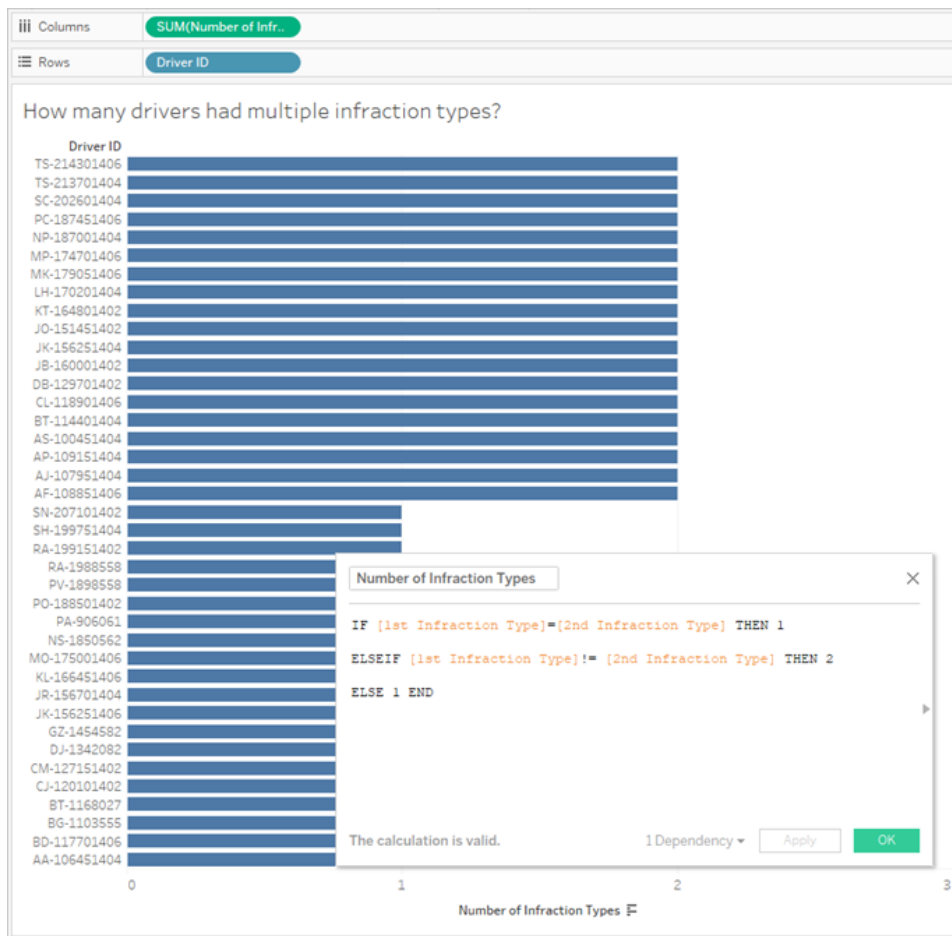 Columns SUM(Number of Infr..
Rows Driver ID
How many drivers had multiple infraction types?
Driver ID
TS-214301406
TS-213701404
SC-202601404
PC-187451406
NP-187001404
MP-174701406
MK-179051406
LH-170201404
KT-164801402
JO-151451402
JK-156251404
JB-160001402
DB-129701402
CL-118901406
BT-114401404
AS-100451404
AP-109151404
AJ-107951404
AF-108851406
SN-207101402
SH-199751404
RA-199151402
RA-1988558
PV-1898558
PO-188501402
PA-906061
NS-1850562
MO-175001406
KL-166451406
JR-156701404
JK-156251406
GZ-1454582
DJ-1342082
CM-127151402
CJ-120101402
BT-1168027
BG-1103555
BD-117701406
AA-106451404
Number of Infraction Types
IF [1st Infraction Type]=[2nd Infraction Type] THEN 1
ELSEIF [1st Infraction Type]!= [2nd Infraction Type] THEN 2
ELSE 1 END
The calculation is valid. 1 Dependency Apply OK
0 1 2 3
Number of Infraction Types